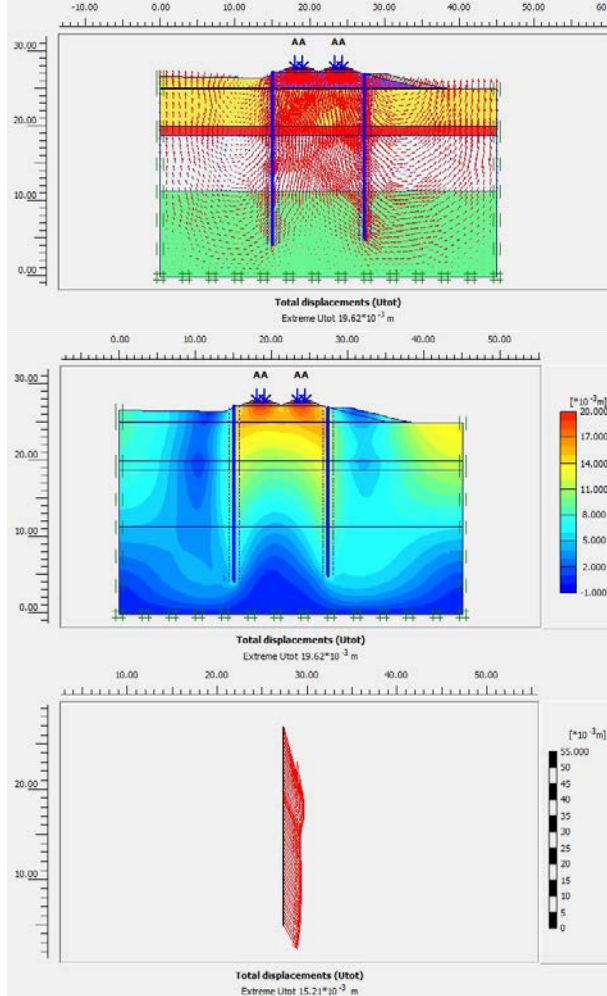 -10.00 0.00 10.00 20.00 30.00 40.00 50.00 60.0
A A
30.00
20.00
10.00
0.00
Total displacements (Utot)
Extreme Utot 19.62*10⁻³ m
0.00 10.00 20.00 30.00 40.00 50.00
A A
30.00
20.00
10.00
0.00
[*10⁻³m]
20.000
17.000
14.000
11.000
8.000
5.000
2.000
-1.000
Total displacements (Utot)
Extreme Utot 19.62*10⁻³ m
10.00 20.00 30.00 40.00 50.00
20.00
10.00
[*10⁻³m]
55.000
50
45
40
35
30
25
20
15
10
5
0
Total displacements (Utot)
Extreme Utot 15.21*10⁻³ m